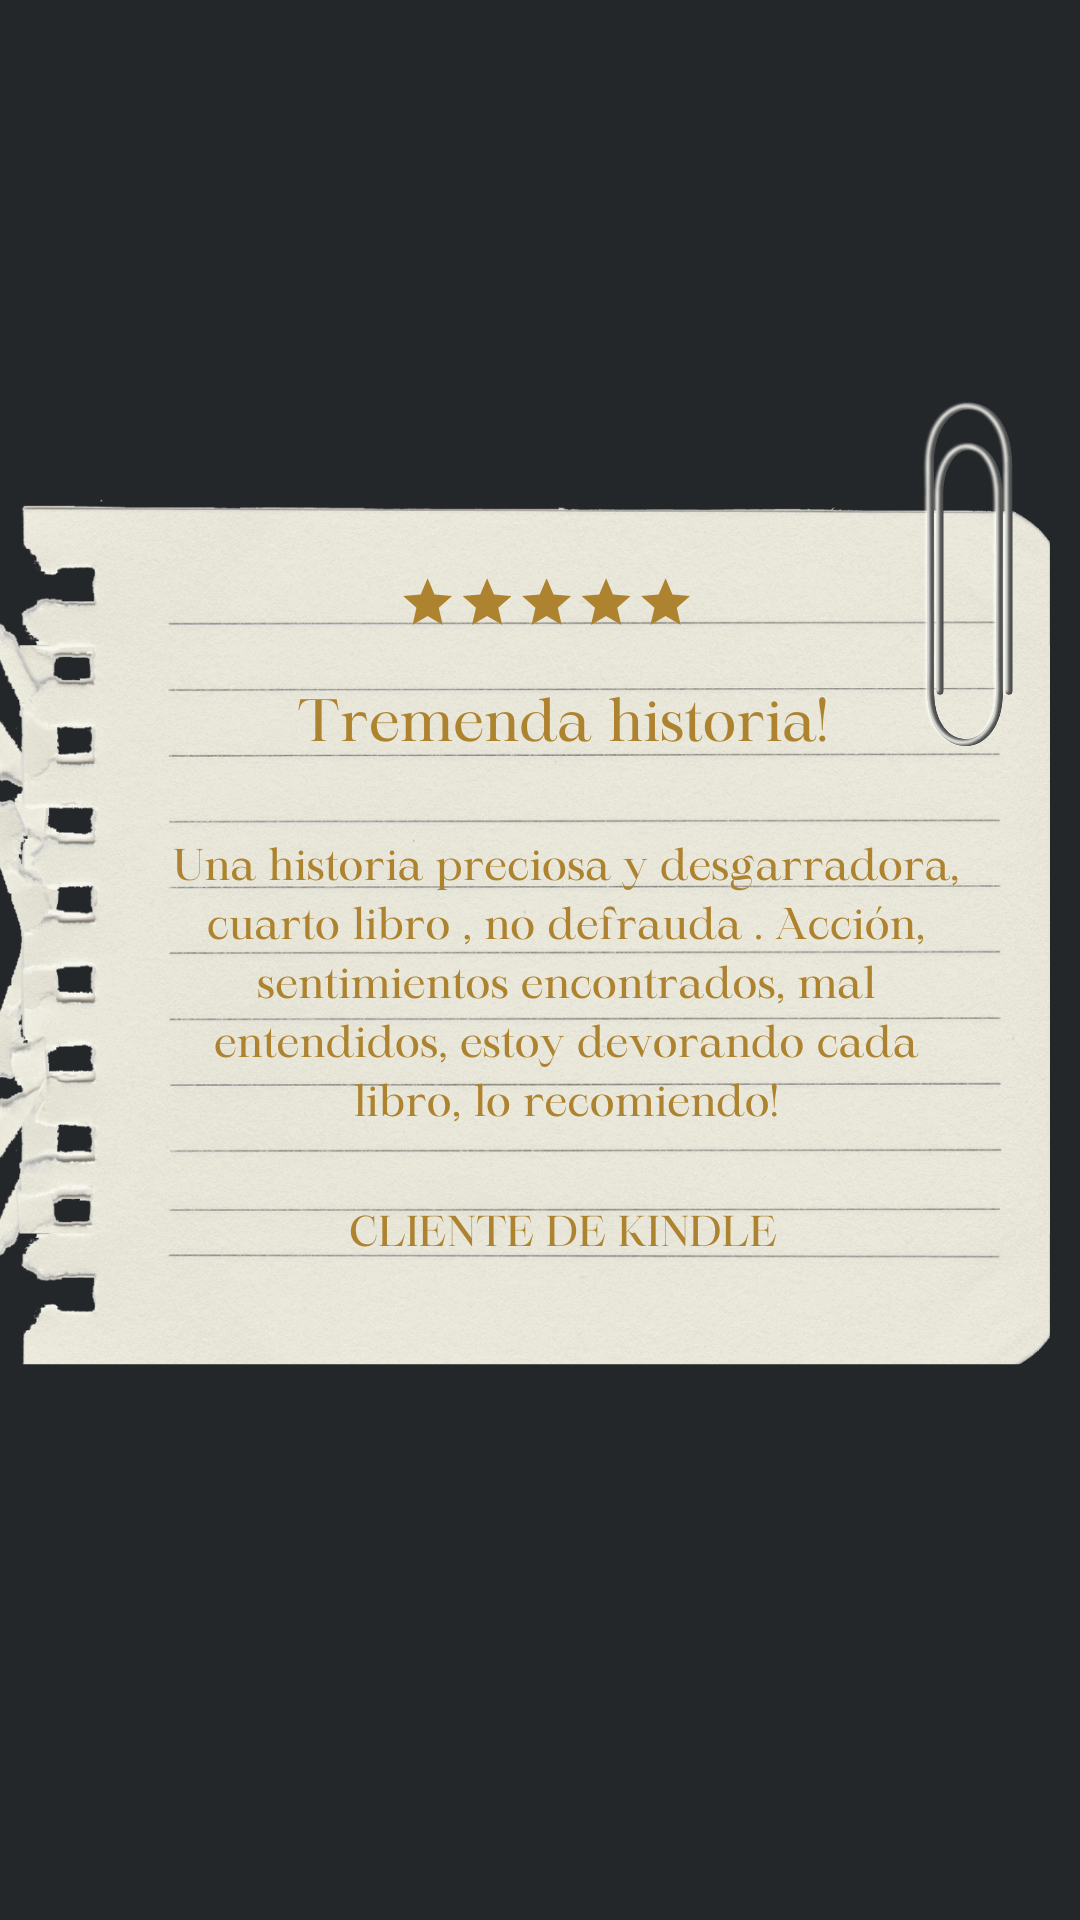 Tremenda historia!
Una historia preciosa y desgarradora,
cuarto libro , no defrauda . Acción,
sentimientos encontrados, mal
entendidos, estoy devorando cada
libro, lo recomiendo!
CLIENTE DE KINDLE